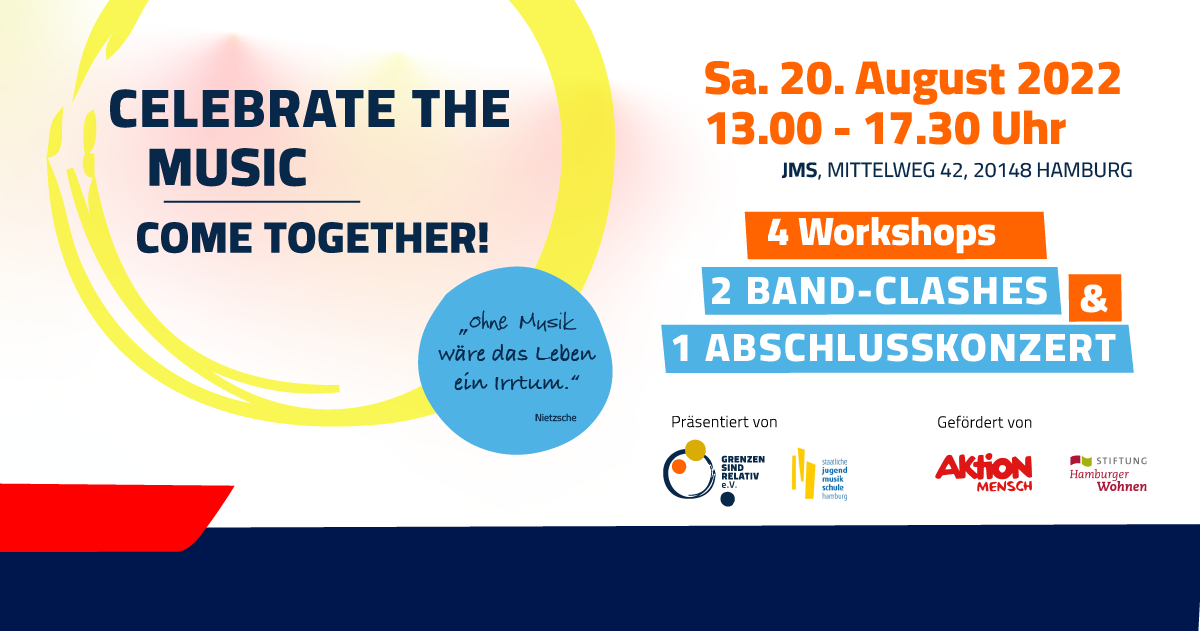 CELEBRATE THE
MUSIC
COME TOGETHER!
„Ohne Musik
wäre das Leben
ein Irrtum.“
Nietzsche
Sa. 20. August 2022
13.00 - 17.30 Uhr
JMS, MITTELWEG 42, 20148 HAMBURG
4 Workshops
2 BAND-CLASHES &
1 ABSCHLUSSKONZERT
Präsentiert von
GRENZEN
SIND
RELATIV
e.V.
staatliche
jugend
musik
schule
hamburg
Gefördert von
AKTION
MENSCH
STIFTUNG
Hamburger
Wohnen